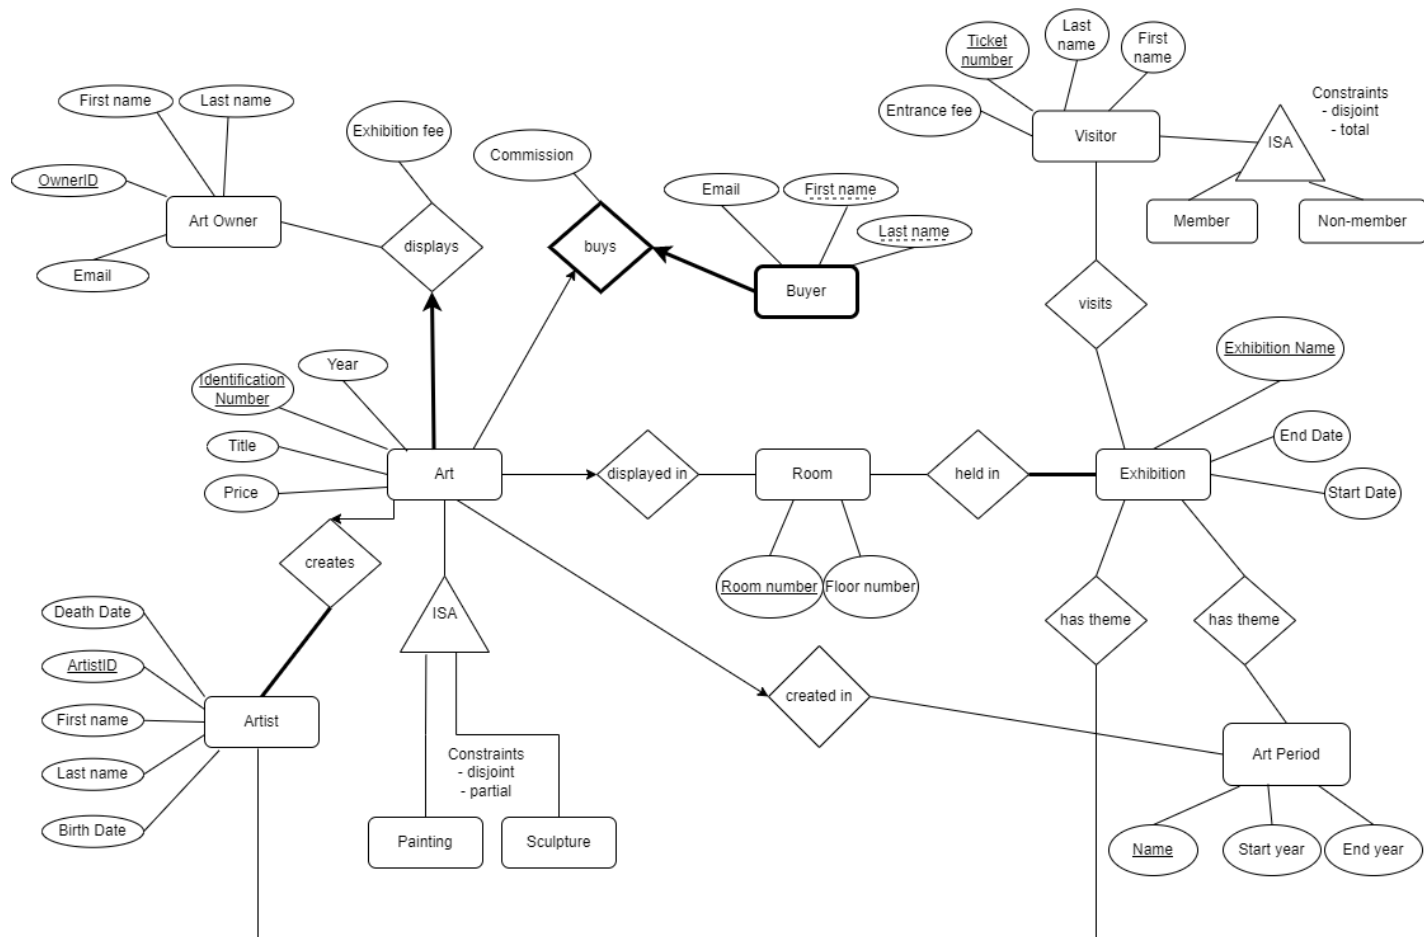 Ticket
number
Last
name
First
name
Entrance fee
Visitor
Constraints
- disjoint
- total
ISA
Member
Non-member
First name
Last name
Exhibition fee
OwnerID
Art Owner
Email
displays
Commission
buys
Email
First name
Last name
Buyer
visits
Year
Identification
Number
Title
Price
Art
displayed in
Room
held in
Exhibition
Exhibition Name
End Date
Start Date
Room number
Floor number
creates
ISA
has theme
has theme
Death Date
ArtistID
First name
Last name
Birth Date
Artist
created in
Constraints
- disjoint
- partial
Painting
Sculpture
Art Period
Name
Start year
End year